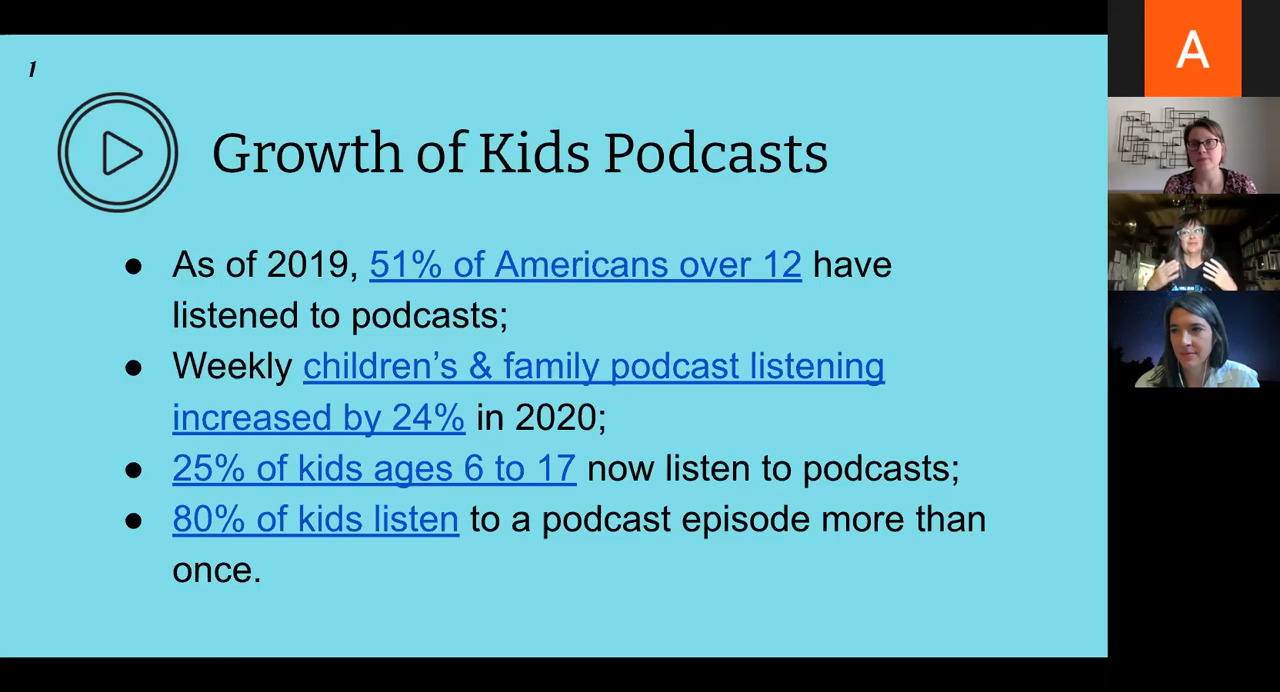 1
Growth of Kids Podcasts
● As of 2019, 51% of Americans over 12 have
listened to podcasts;
● Weekly children’s & family podcast listening
increased by 24% in 2020;
● 25% of kids ages 6 to 17 now listen to podcasts;
● 80% of kids listen to a podcast episode more than
once.
A